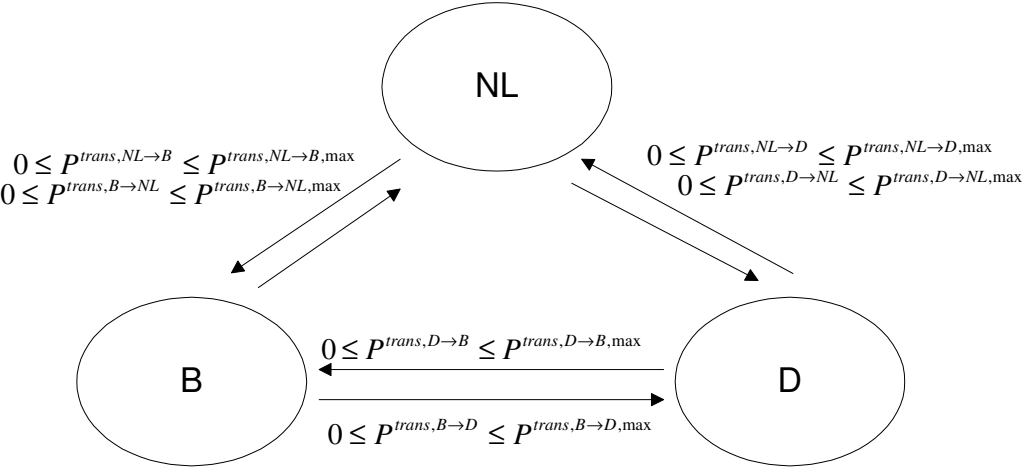 NL
0 ≤ P^{trans,NL→B} ≤ P^{trans,NL→B,max}
0 ≤ P^{trans,B→NL} ≤ P^{trans,B→NL,max}
0 ≤ P^{trans,NL→D} ≤ P^{trans,NL→D,max}
0 ≤ P^{trans,D→NL} ≤ P^{trans,D→NL,max}
0 ≤ P^{trans,D→B} ≤ P^{trans,D→B,max}
B
D
0 ≤ P^{trans,B→D} ≤ P^{trans,B→D,max}